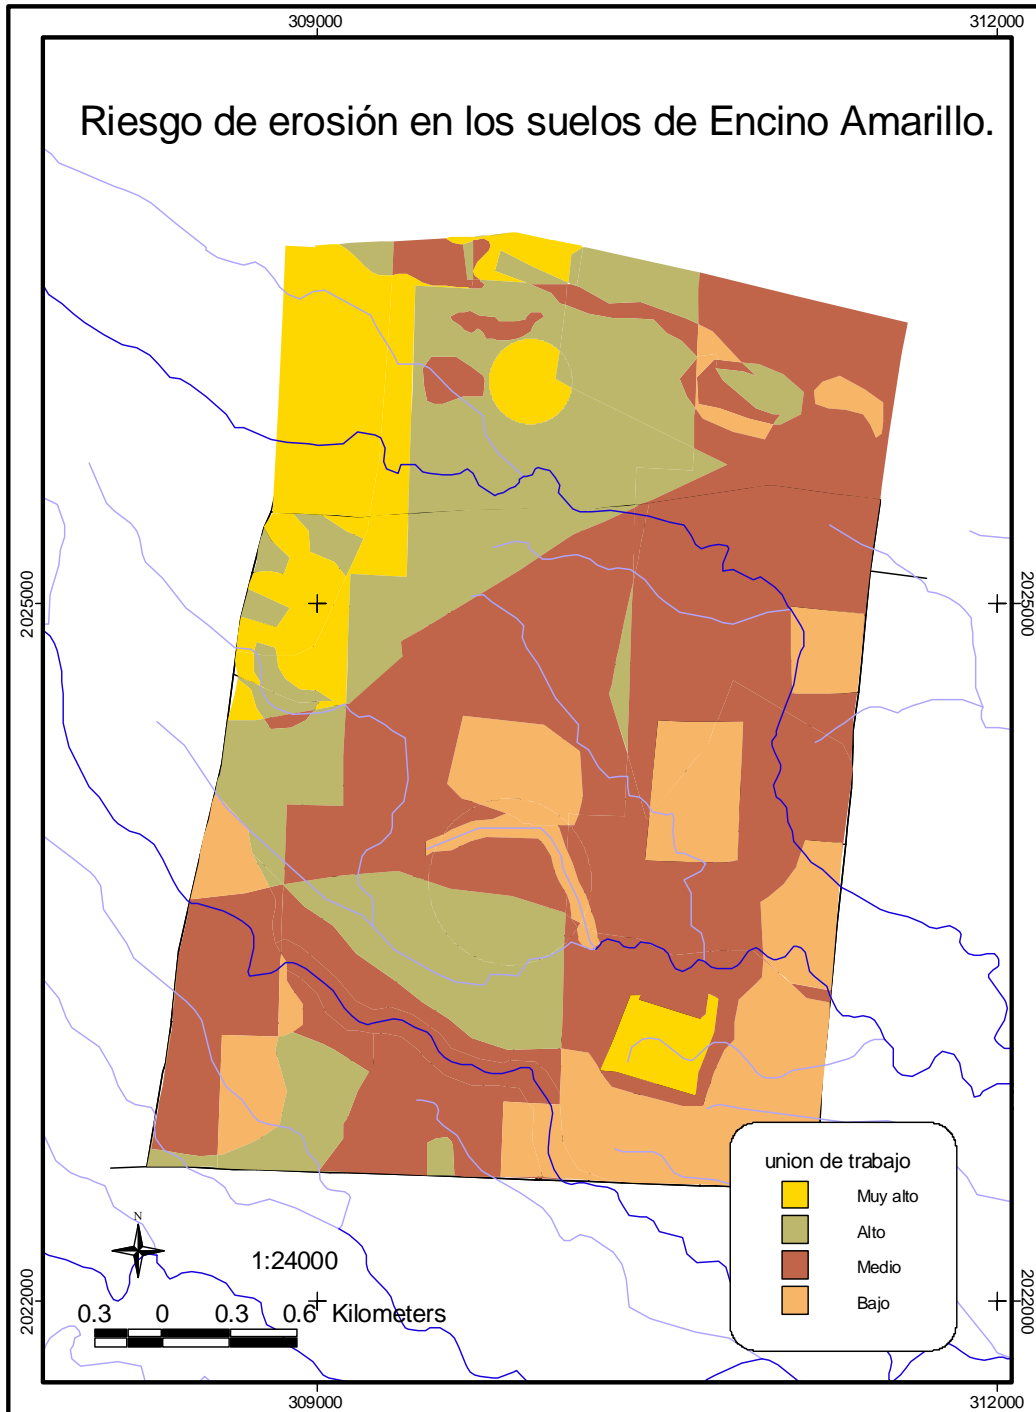 309000 312000
Riesgo de erosión en los suelos de Encino Amarillo.
2025000 2025000
union de trabajo
Muy alto
Alto
Medio
Bajo
N
1:24000
0.3 0 0.3 0.6 Kilometers
2022000 2022000
309000 312000